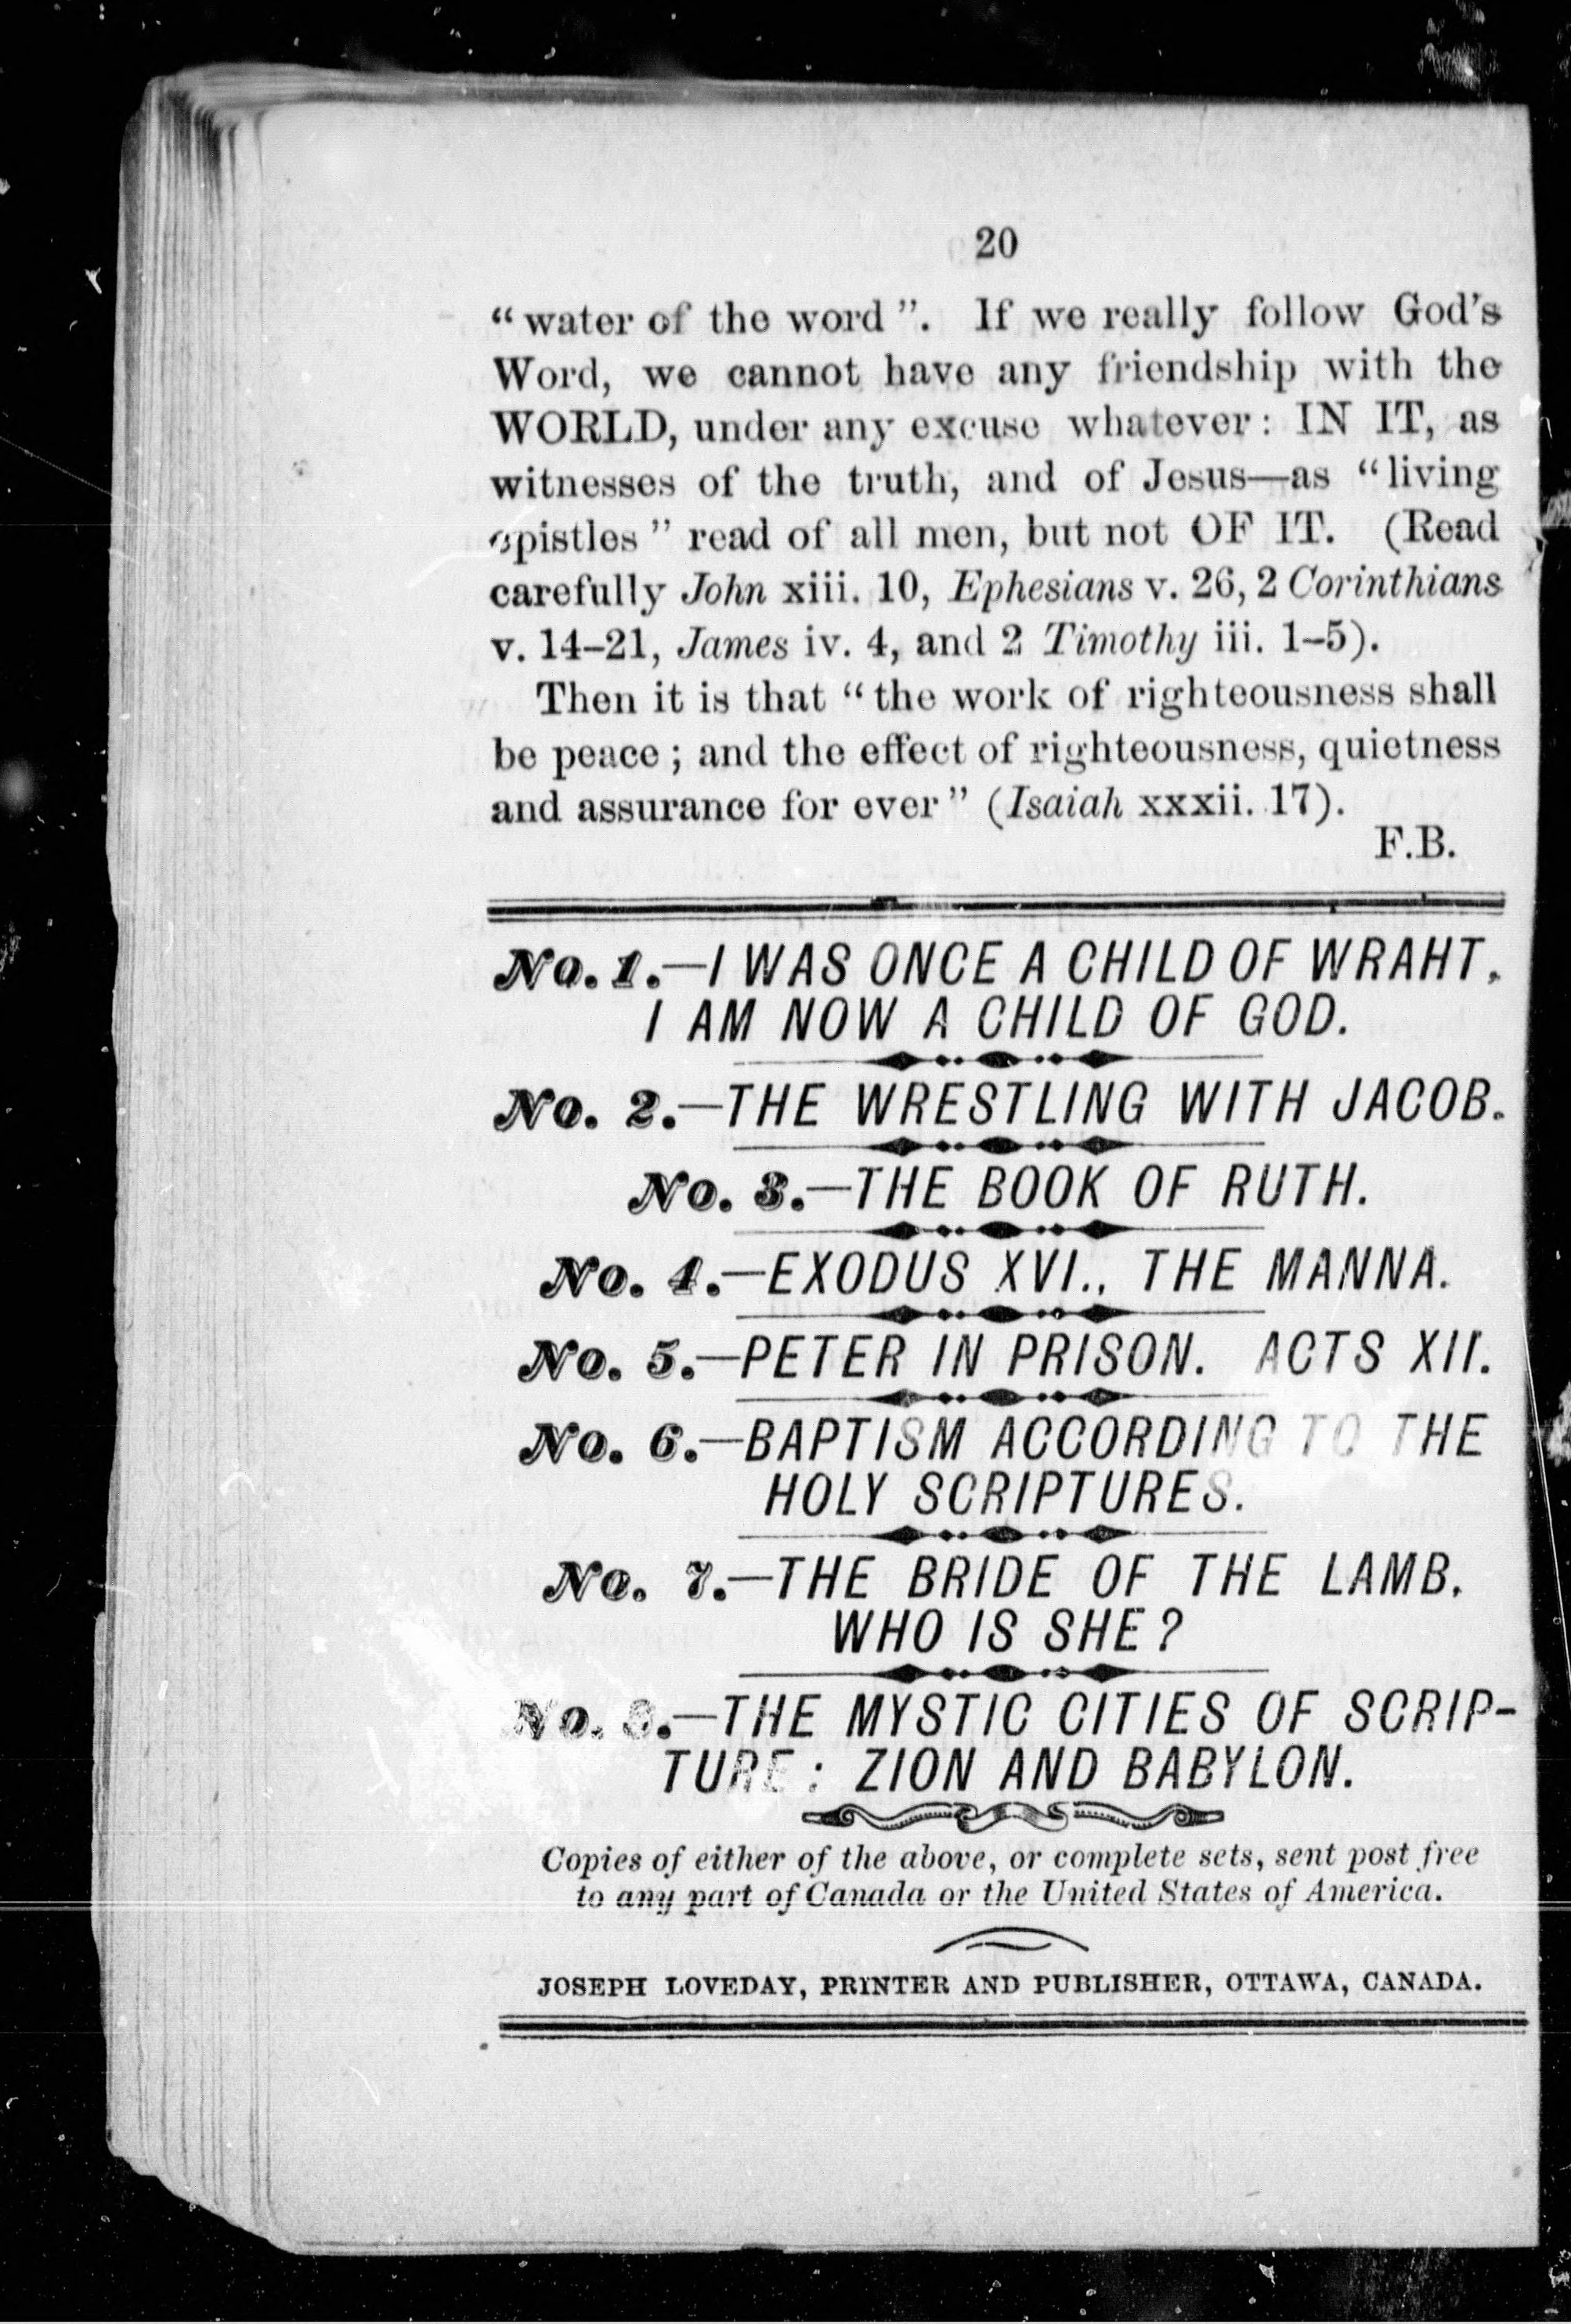 20
“water of the word”. If we really follow God's
Word, we cannot have any friendship with the
WORLD, under any excuse whatever: IN IT, as
witnesses of the truth, and of Jesus—as “living
epistles” read of all men, but not OF IT. (Read
carefully John xiii. 10, Ephesians v. 26, 2 Corinthians
v. 14–21, James iv. 4, and 2 Timothy iii. 1–5).
Then it is that “the work of righteousness shall
be peace; and the effect of righteousness, quietness
and assurance for ever” (Isaiah xxxii. 17).
F.B.
No. 1.—I WAS ONCE A CHILD OF WRAHT,
I AM NOW A CHILD OF GOD.
No. 2.—THE WRESTLING WITH JACOB.
No. 3.—THE BOOK OF RUTH.
No. 4.—EXODUS XVI., THE MANNA.
No. 5.—PETER IN PRISON. ACTS XII.
No. 6.—BAPTISM ACCORDING TO THE
HOLY SCRIPTURES.
No. 7.—THE BRIDE OF THE LAMB.
WHO IS SHE?
No. 8.—THE MYSTIC CITIES OF SCRIP-
TURE: ZION AND BABYLON.
Copies of either of the above, or complete sets, sent post free
to any part of Canada or the United States of America.
JOSEPH LOVEDAY, PRINTER AND PUBLISHER, OTTAWA, CANADA.